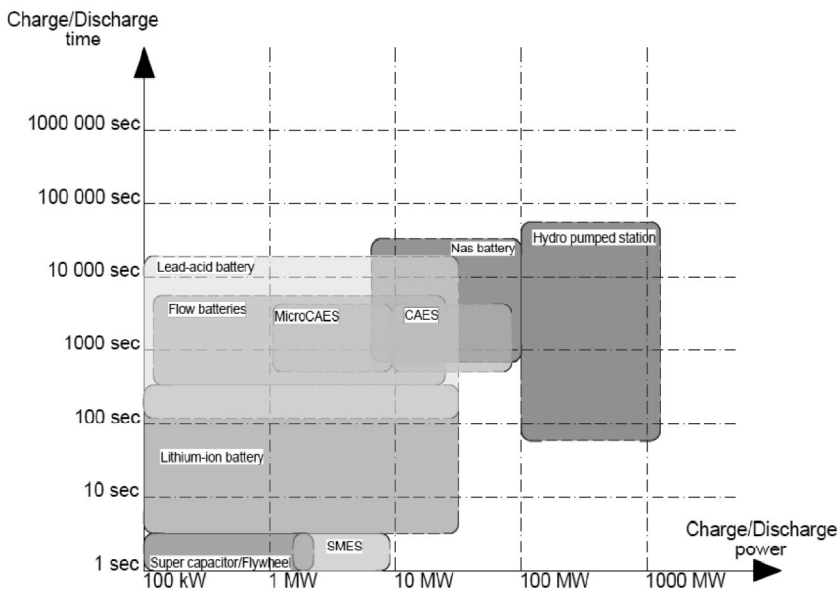 Charge/Discharge
time
1000 000 sec
100 000 sec
Hydro pumped station
Nas battery
Lead-acid battery
10 000 sec
Flow batteries
MicroCAES
CAES
1000 sec
100 sec
Lithium-ion battery
10 sec
Charge/Discharge
power
SMES
Super capacitor/Flywheel
1 sec
100 kW
1 MW
10 MW
100 MW
1000 MW